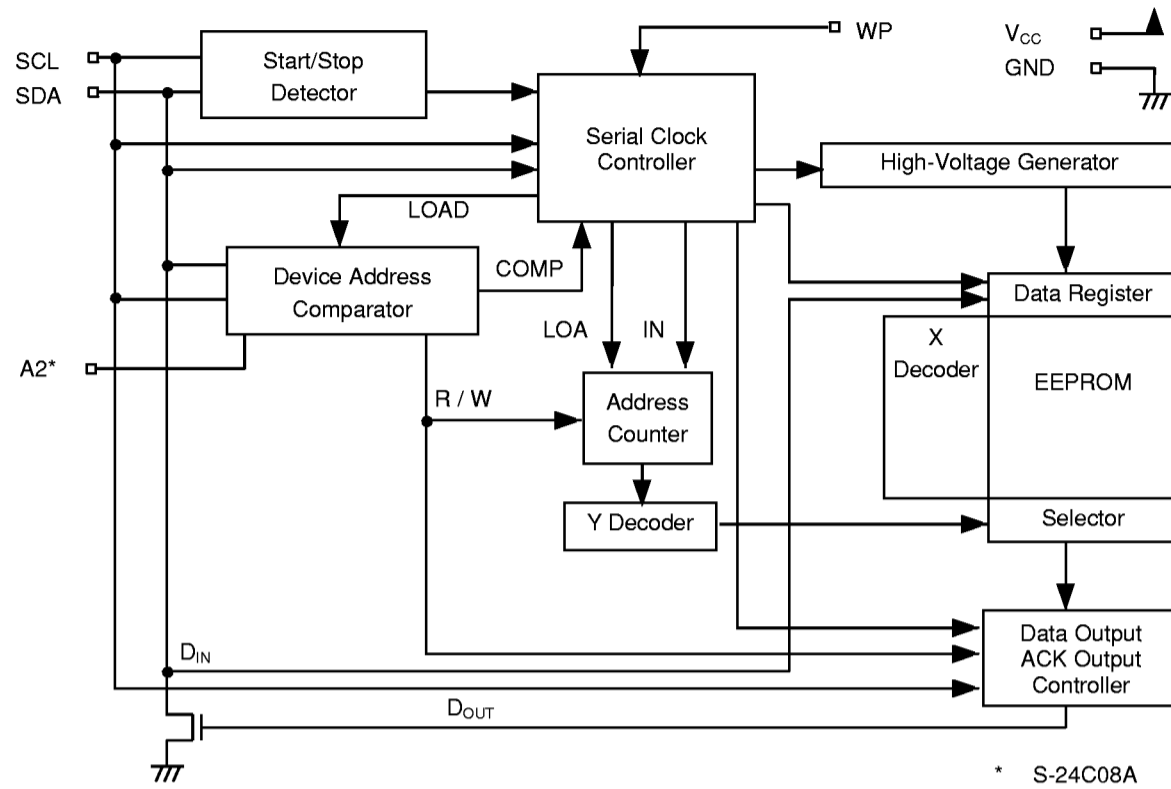 SCL
SDA
Start/Stop
Detector
WP
VCC
GND
Serial Clock
Controller
High-Voltage Generator
LOAD
Device Address
Comparator
COMP
Data Register
LOA
IN
X
Decoder
EEPROM
A2*
R / W
Address
Counter
Y Decoder
Selector
DIN
Data Output
ACK Output
Controller
DOUT
* S-24C08A